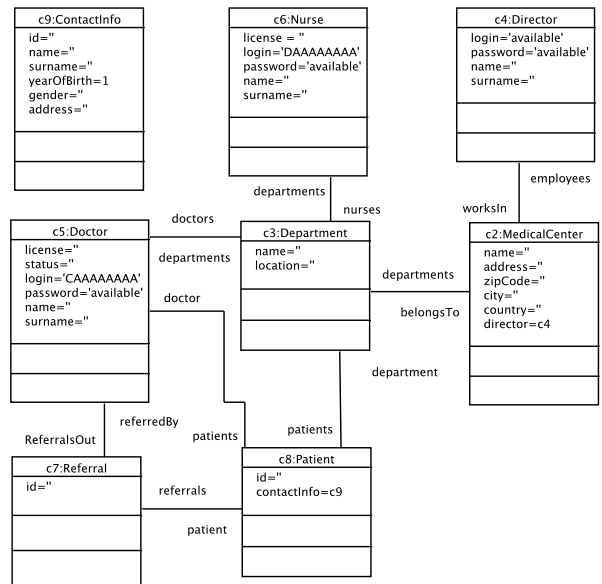 c9:ContactInfo
id=''
name=''
surname=''
yearOfBirth=1
gender=''
address=''
c6:Nurse
license = ''
login='DAAAAAAAA'
password='available'
name=''
surname=''
c4:Director
login='available'
password='available'
name=''
surname=''
departments
nurses
employees
worksIn
c5:Doctor
license=''
status=''
login='CAAAAAAAA'
password='available'
name=''
surname=''
doctors
departments
doctor
c3:Department
name=''
location=''
departments
belongsTo
c2:MedicalCenter
name=''
address=''
zipCode=''
city=''
country=''
director=c4
department
referredBy
ReferralsOut
patients
patients
c7:Referral
id=''
referrals
patient
c8:Patient
id=''
contactInfo=c9